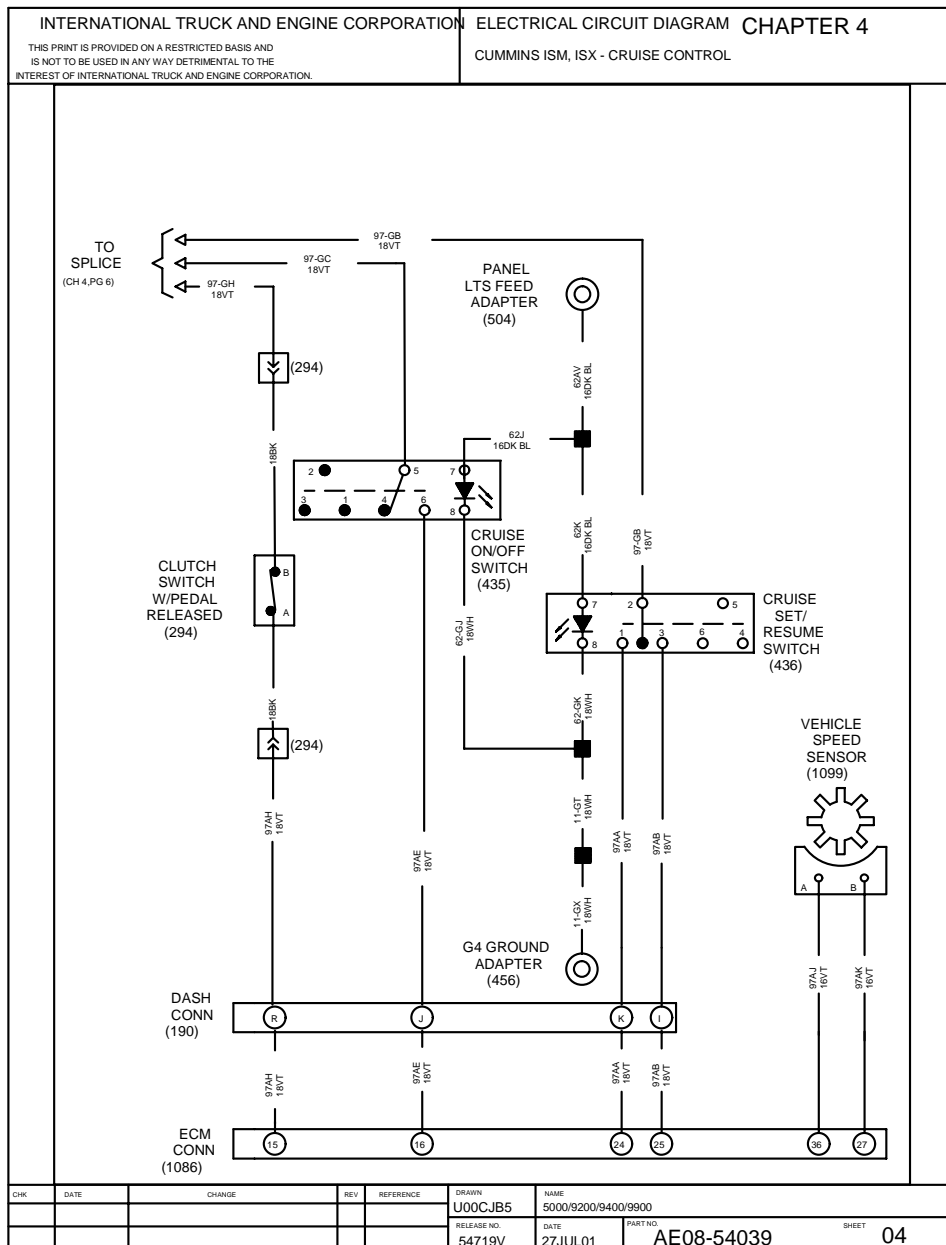 INTERNATIONAL TRUCK AND ENGINE CORPORATION
THIS PRINT IS PROVIDED ON A RESTRICTED BASIS AND
IS NOT TO BE USED IN ANY WAY DETRIMENTAL TO THE
INTEREST OF INTERNATIONAL TRUCK AND ENGINE CORPORATION.
ELECTRICAL CIRCUIT DIAGRAM CHAPTER 4
CUMMINS ISM, ISX - CRUISE CONTROL
TO
SPLICE
(CH 4,PG 6)
97-GB
18VT
97-GC
18VT
97-GH
18VT
PANEL
LTS FEED
ADAPTER
(504)
(294)
62AV
16DK BL
62J
16DK BL
18BK
2
5
7
3
1
4
6
8
CRUISE
ON/OFF
SWITCH
(435)
62K
16DK BL
97-GB
18VT
CLUTCH
SWITCH
W/PEDAL
RELEASED
(294)
B
A
62-GJ
18WH
7
2
5
8
1
3
6
4
CRUISE
SET/
RESUME
SWITCH
(436)
18BK
62-GK
18WH
(294)
VEHICLE
SPEED
SENSOR
(1099)
97AH
18VT
97AE
18VT
11-GT
18WH
97AA
18VT
97AB
18VT
A
B
11-GX
18WH
G4 GROUND
ADAPTER
(456)
97AJ
16VT
97AK
16VT
DASH
CONN
(190)
R
J
K
I
97AH
18VT
97AE
18VT
97AA
18VT
97AB
18VT
ECM
CONN
(1086)
15
16
24
25
36
27
CHK
DATE
CHANGE
REV
REFERENCE
DRAWN
U00CJB5
NAME
5000/9200/9400/9900
RELEASE NO.
54719V
DATE
27JUL01
PART NO.
AE08-54039
SHEET
04